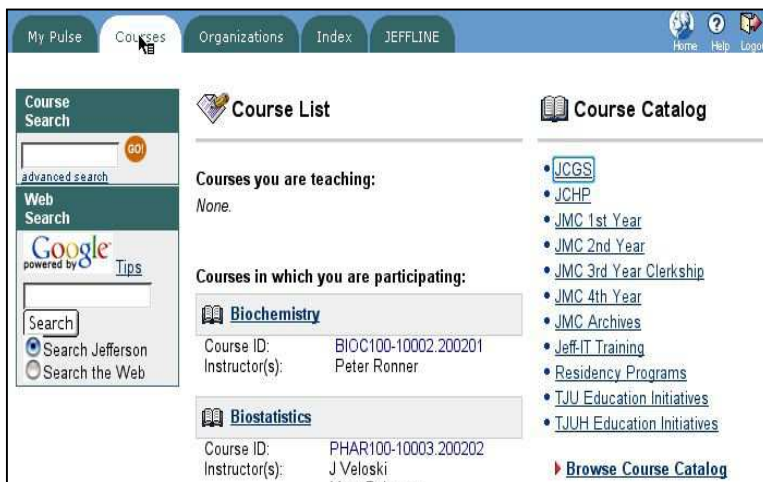 My Pulse
Courses
Organizations
Index
JEFFLINE
Home
Help
Logout
Course
Search
GO!
advanced search
Web
Search
Google
powered by
Tips
Search
Search Jefferson
Search the Web
Course List
Courses you are teaching:
None.
Courses in which you are participating:
Biochemistry
Course ID: BIOC100-10002.200201
Instructor(s): Peter Ronner
Biostatistics
Course ID: PHAR100-10003.200202
Instructor(s): J Veloski
Course Catalog
JCGS
JCHP
JMC 1st Year
JMC 2nd Year
JMC 3rd Year Clerkship
JMC 4th Year
JMC Archives
Jeff-IT Training
Residency Programs
TJU Education Initiatives
TJUH Education Initiatives
Browse Course Catalog